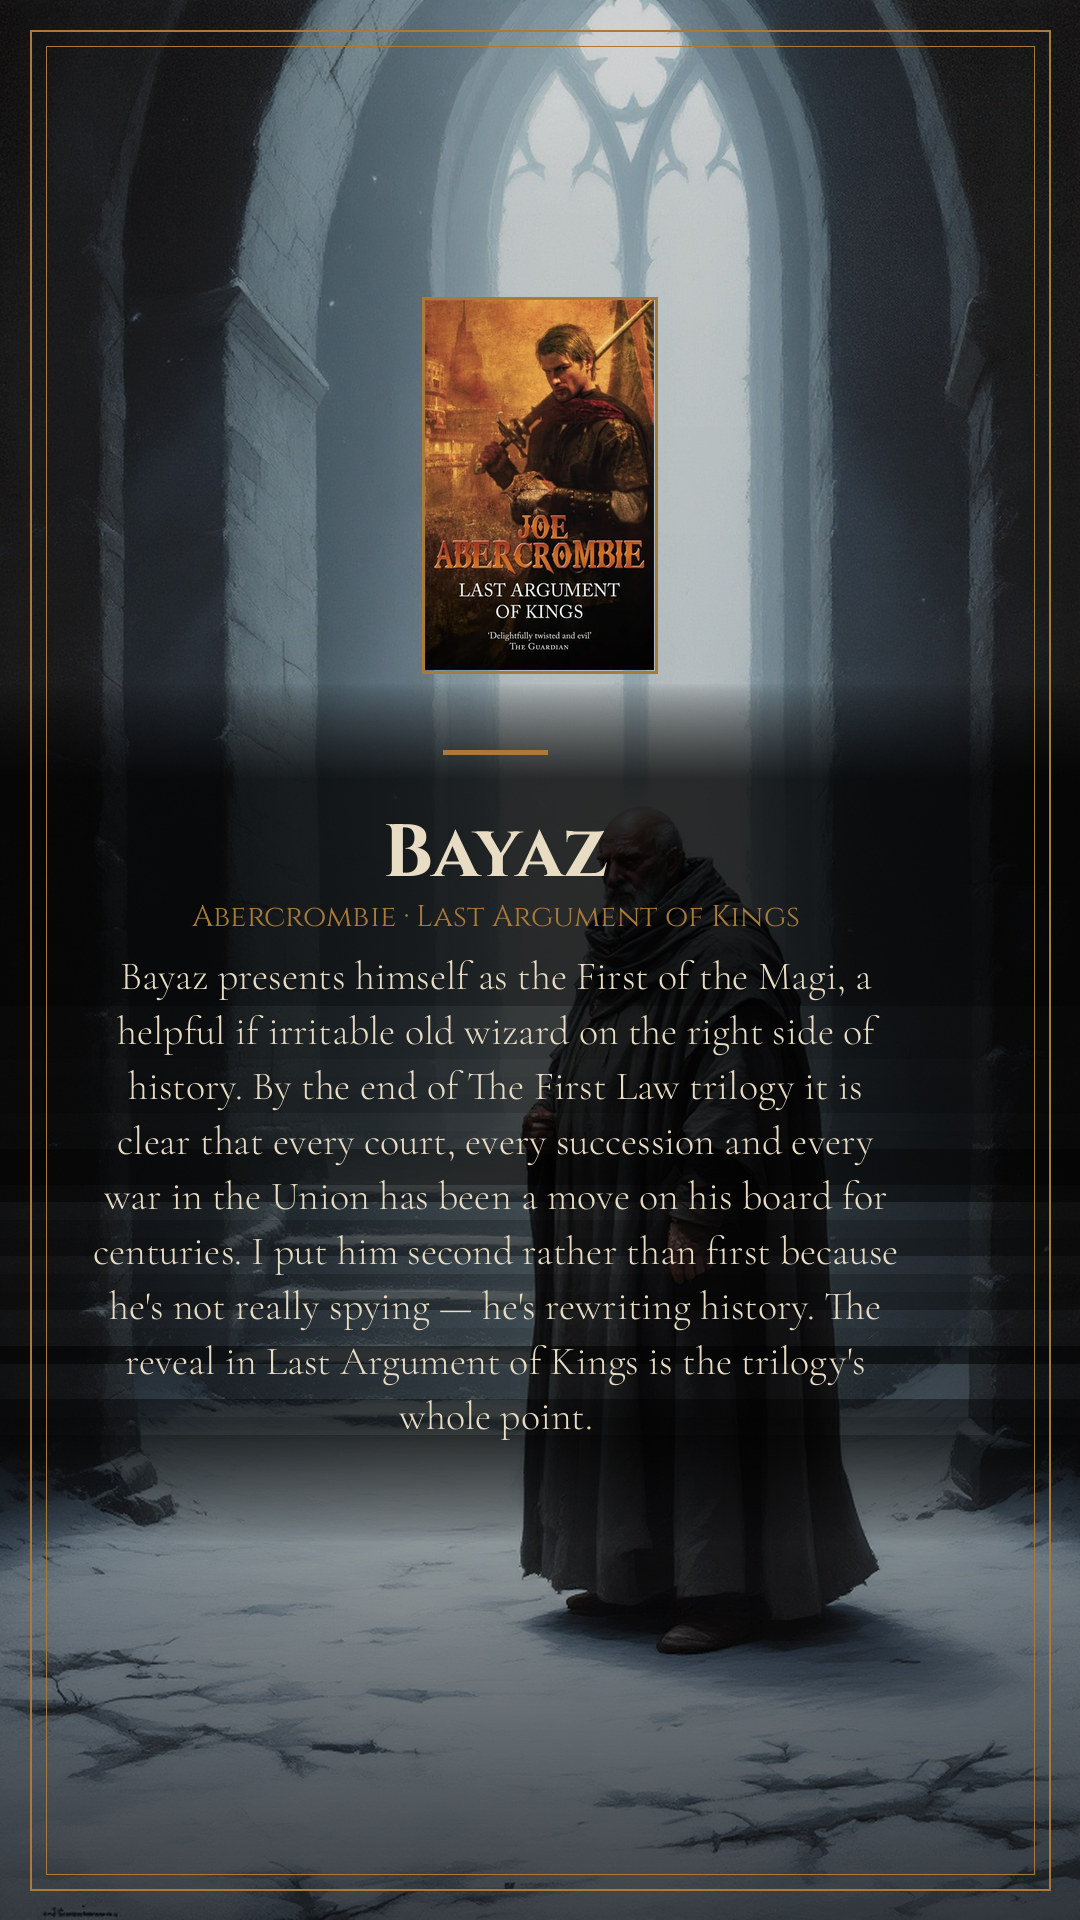 JOE
ABERCROMBIE
LAST ARGUMENT
OF KINGS
'Delightfully twisted and evil'
THE GUARDIAN
BAYAZ
ABERCROMBIE · LAST ARGUMENT OF KINGS
Bayaz presents himself as the First of the Magi, a
helpful if irritable old wizard on the right side of
history. By the end of The First Law trilogy it is
clear that every court, every succession and every
war in the Union has been a move on his board for
centuries. I put him second rather than first because
he's not really spying — he's rewriting history. The
reveal in Last Argument of Kings is the trilogy's
whole point.